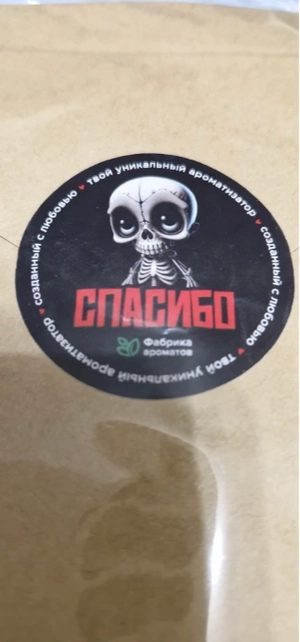 твой уникальный ароматизатор ♥ созданный с любовью ♥ твой уникальный ароматизатор ♥ созданный с любовью ♥
СПАСИБО
Фабрика
ароматов